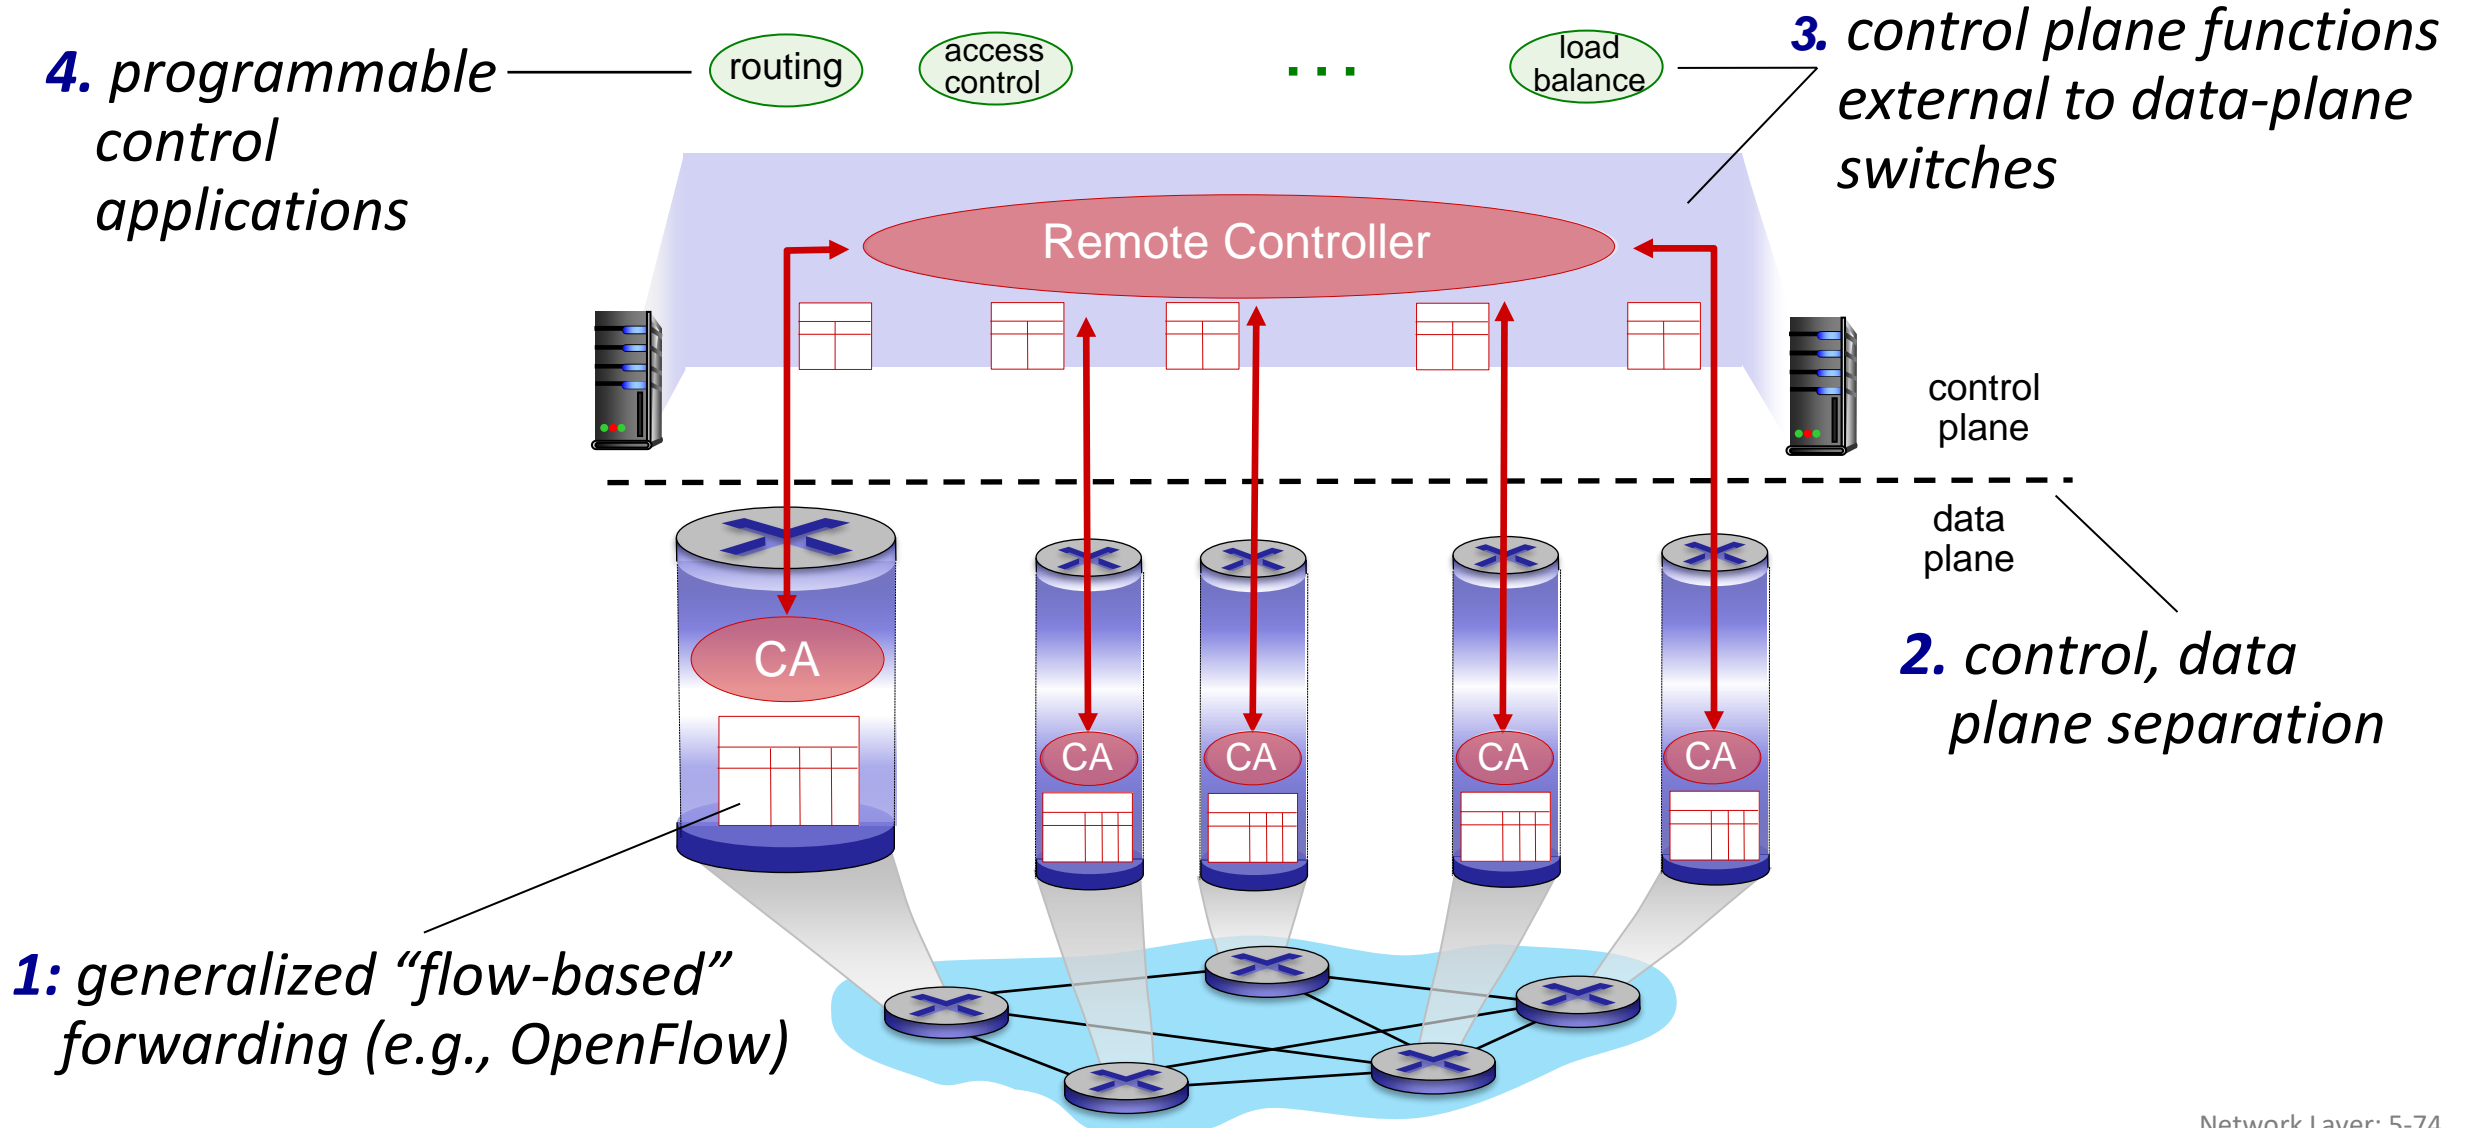 4. programmable
control
applications
routing
access
control
...
load
balance
3. control plane functions
external to data-plane
switches
Remote Controller
control
plane
data
plane
CA
CA
CA
CA
CA
2. control, data
plane separation
1: generalized “flow-based”
forwarding (e.g., OpenFlow)
Network Layer: 5-74